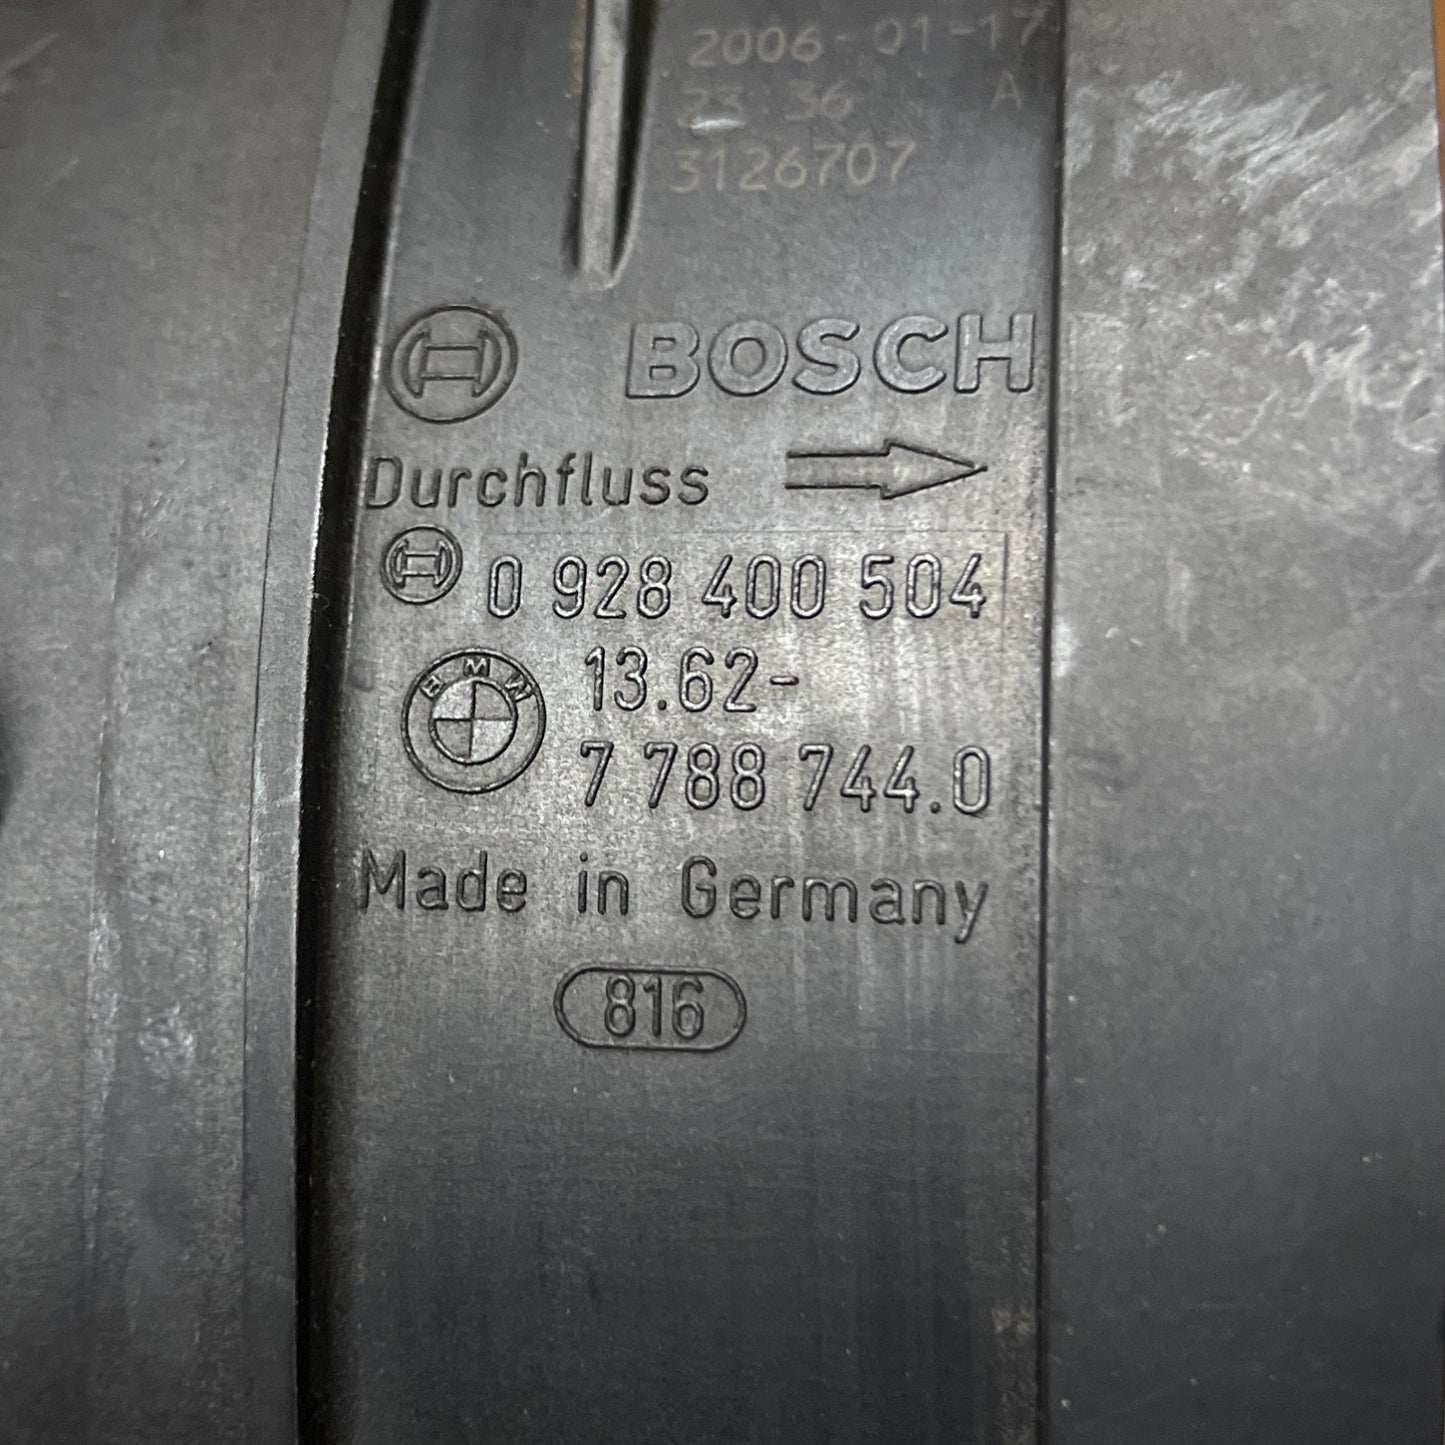 2006-01-17
23 36 A
3126707
BOSCH
Durchfluss
0 928 400 504
BMW
13.62-
7 788 744.0
Made in Germany
816